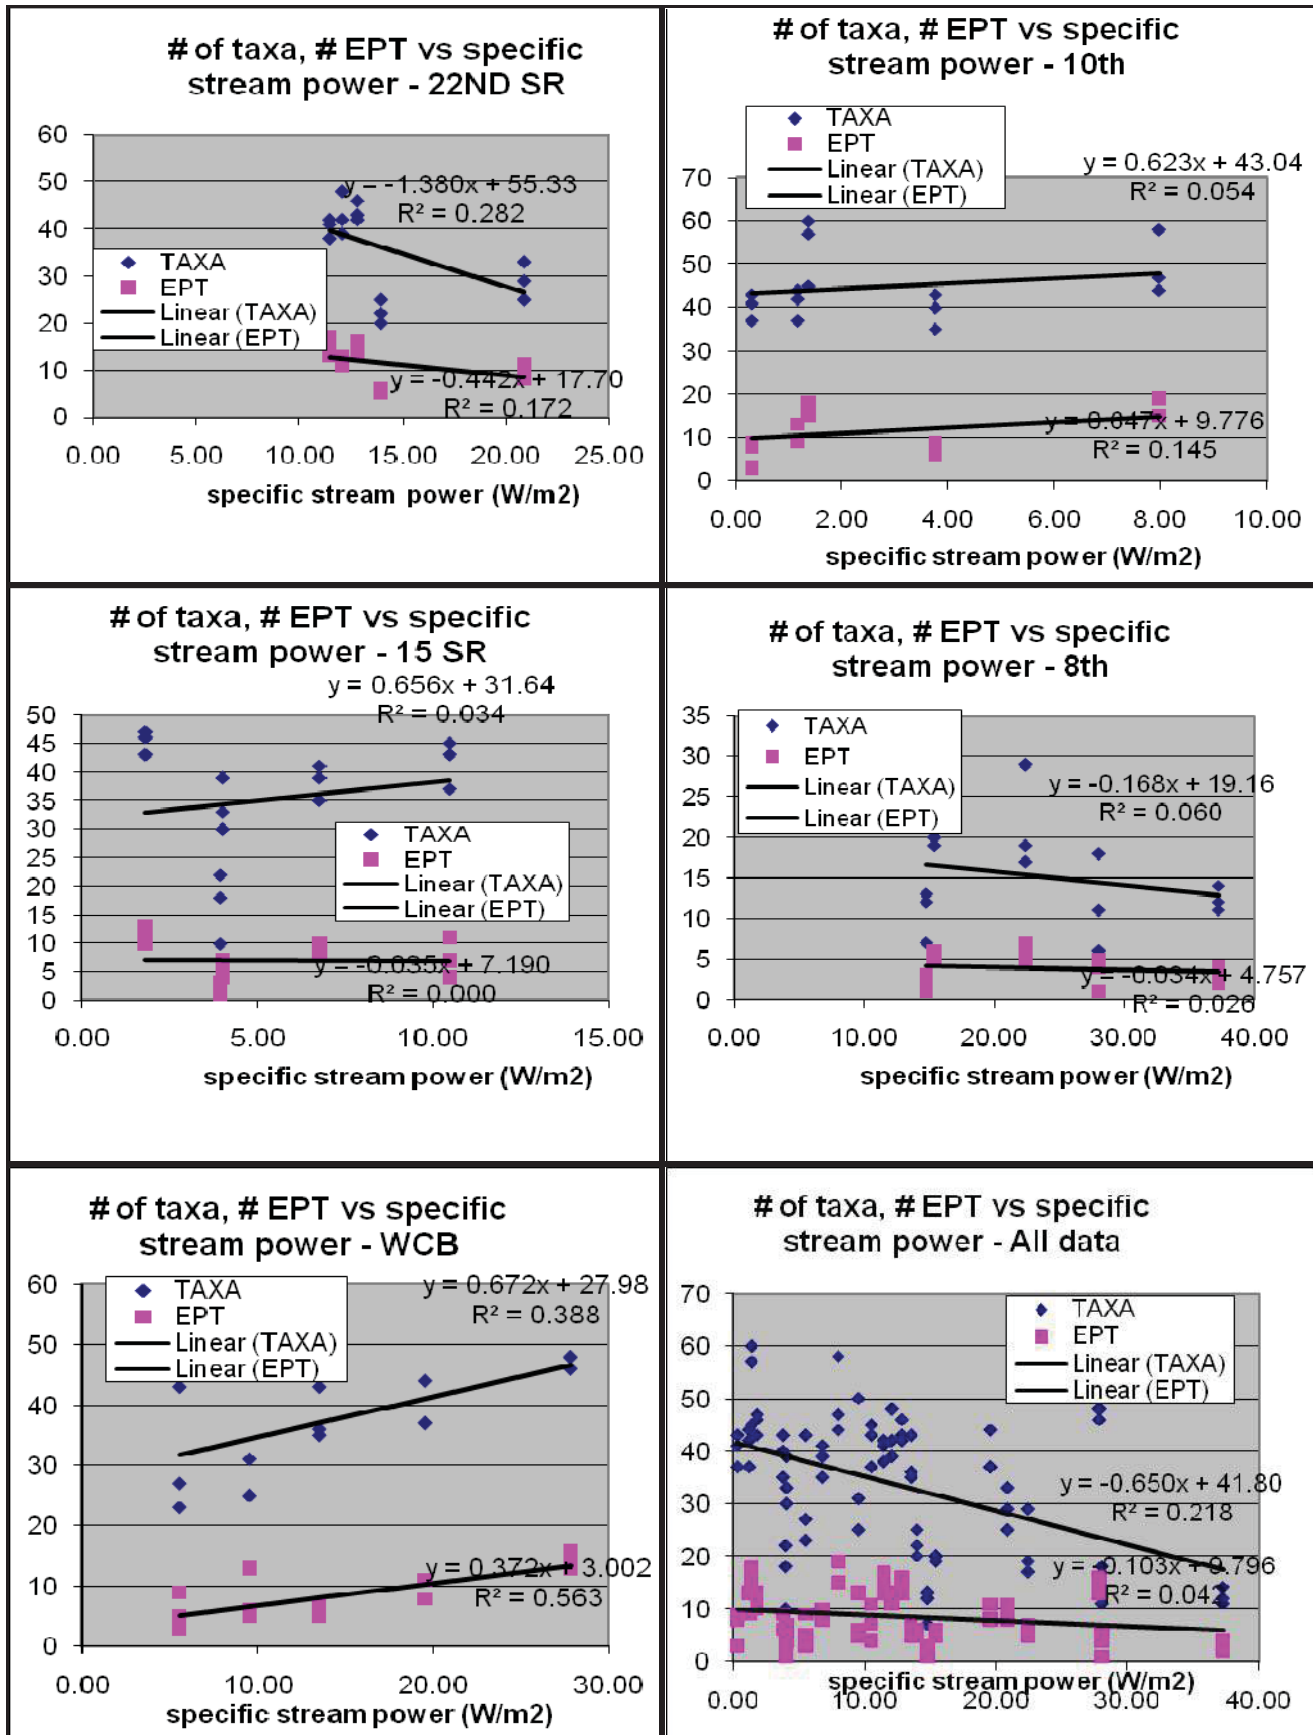 # of taxa, # EPT vs specific
stream power - 22ND SR
TAXA
EPT
Linear (TAXA)
Linear (EPT)
y = -1.380x + 55.33
R² = 0.282
y = -0.442x + 17.70
R² = 0.172
60
50
40
30
20
10
0
0.00 5.00 10.00 15.00 20.00 25.00
specific stream power (W/m2)
# of taxa, # EPT vs specific
stream power - 10th
TAXA
EPT
Linear (TAXA)
Linear (EPT)
y = 0.623x + 43.04
R² = 0.054
y = 0.647x + 9.776
R² = 0.145
70
60
50
40
30
20
10
0
0.00 2.00 4.00 6.00 8.00 10.00
specific stream power (W/m2)
# of taxa, # EPT vs specific
stream power - 15 SR
y = 0.656x + 31.64
R² = 0.034
TAXA
EPT
Linear (TAXA)
Linear (EPT)
y = -0.035x + 7.190
R² = 0.000
50
45
40
35
30
25
20
15
10
5
0
0.00 5.00 10.00 15.00
specific stream power (W/m2)
# of taxa, # EPT vs specific
stream power - 8th
TAXA
EPT
Linear (TAXA)
Linear (EPT)
y = -0.168x + 19.16
R² = 0.060
y = -0.034x + 4.757
R² = 0.026
35
30
25
20
15
10
5
0
0.00 10.00 20.00 30.00 40.00
specific stream power (W/m2)
# of taxa, # EPT vs specific
stream power - WCB
TAXA
EPT
Linear (TAXA)
Linear (EPT)
y = 0.672x + 27.98
R² = 0.388
y = 0.372x + 3.002
R² = 0.563
60
50
40
30
20
10
0
0.00 10.00 20.00 30.00
specific stream power (W/m2)
# of taxa, # EPT vs specific
stream power - All data
TAXA
EPT
Linear (TAXA)
Linear (EPT)
y = -0.650x + 41.80
R² = 0.218
y = -0.103x + 9.796
R² = 0.042
70
60
50
40
30
20
10
0
specific stream power (W/m2)
0.00 10.00 20.00 30.00 40.00